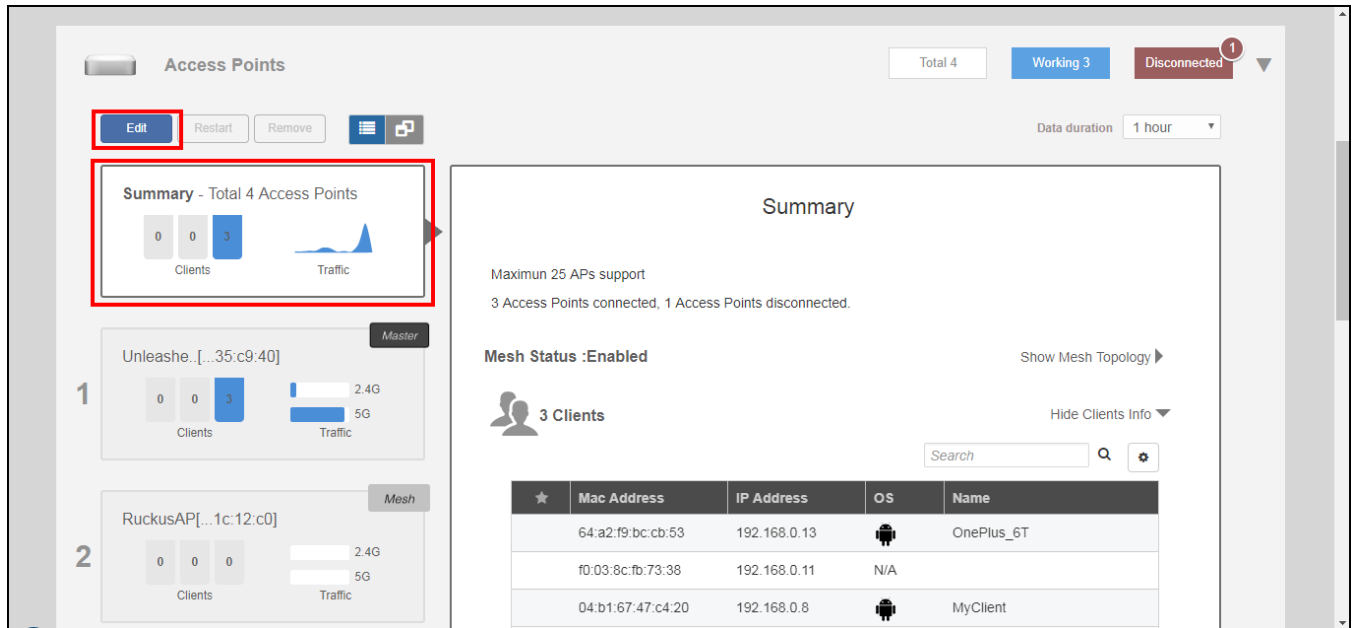 Access Points
Total 4
Working 3
Disconnected
1
Edit
Restart
Remove
Data duration
1 hour
Summary - Total 4 Access Points
0 0 3
Clients
Traffic
1
Master
Unleashe..[...35:c9:40]
0 0 3
2.4G
5G
Clients
Traffic
2
Mesh
RuckusAP[...1c:12:c0]
0 0 0
2.4G
5G
Clients
Traffic
Summary
Maximun 25 APs support
3 Access Points connected, 1 Access Points disconnected.
Mesh Status :Enabled
Show Mesh Topology
3 Clients
Hide Clients Info
Search
Mac Address IP Address OS Name
64:a2:f9:bc:cb:53 192.168.0.13 OnePlus_6T
f0:03:8c:fb:73:38 192.168.0.11 N/A
04:b1:67:47:c4:20 192.168.0.8 MyClient